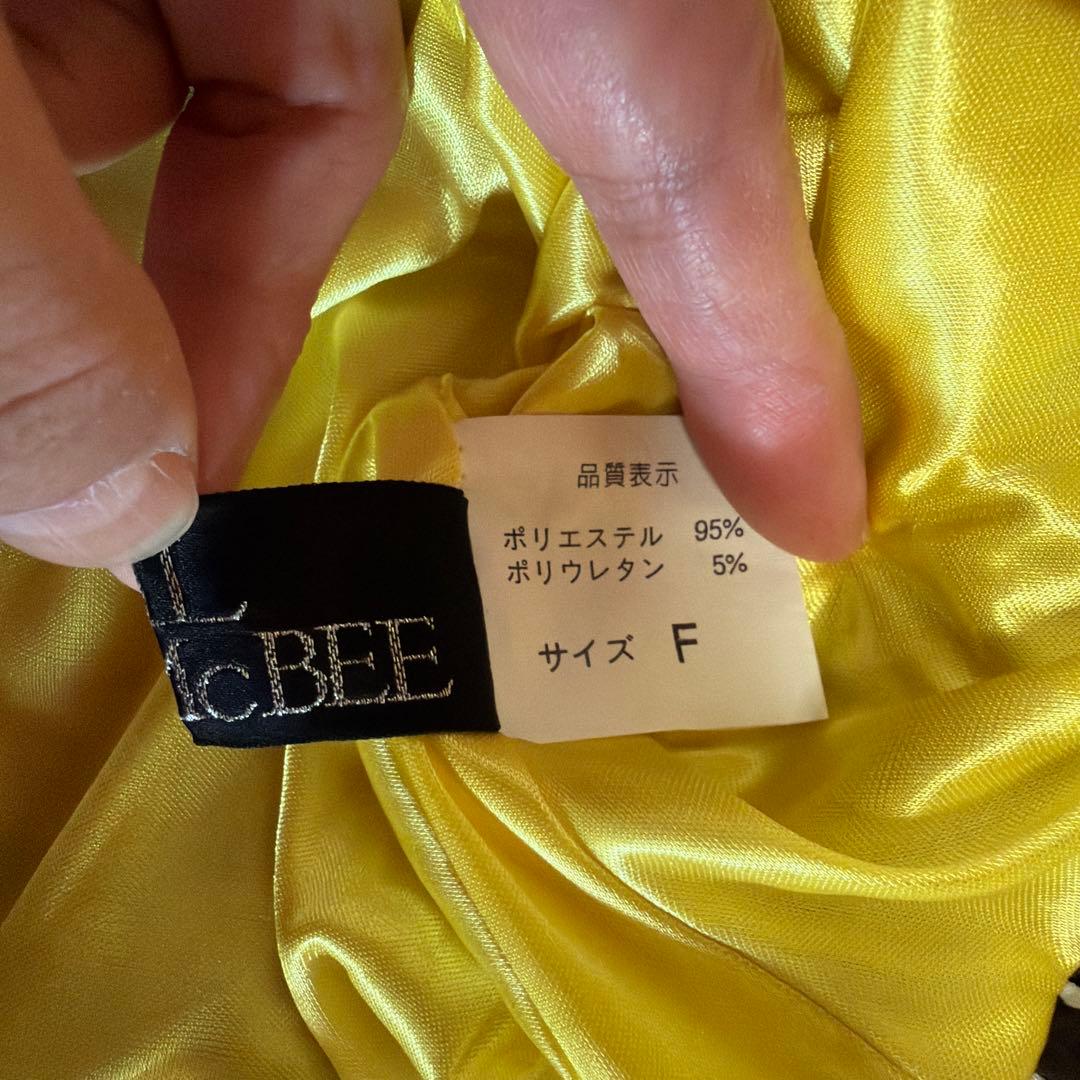 BEE
品質表示
ポリエステル 95%
ポリウレタン 5%
サイズ F